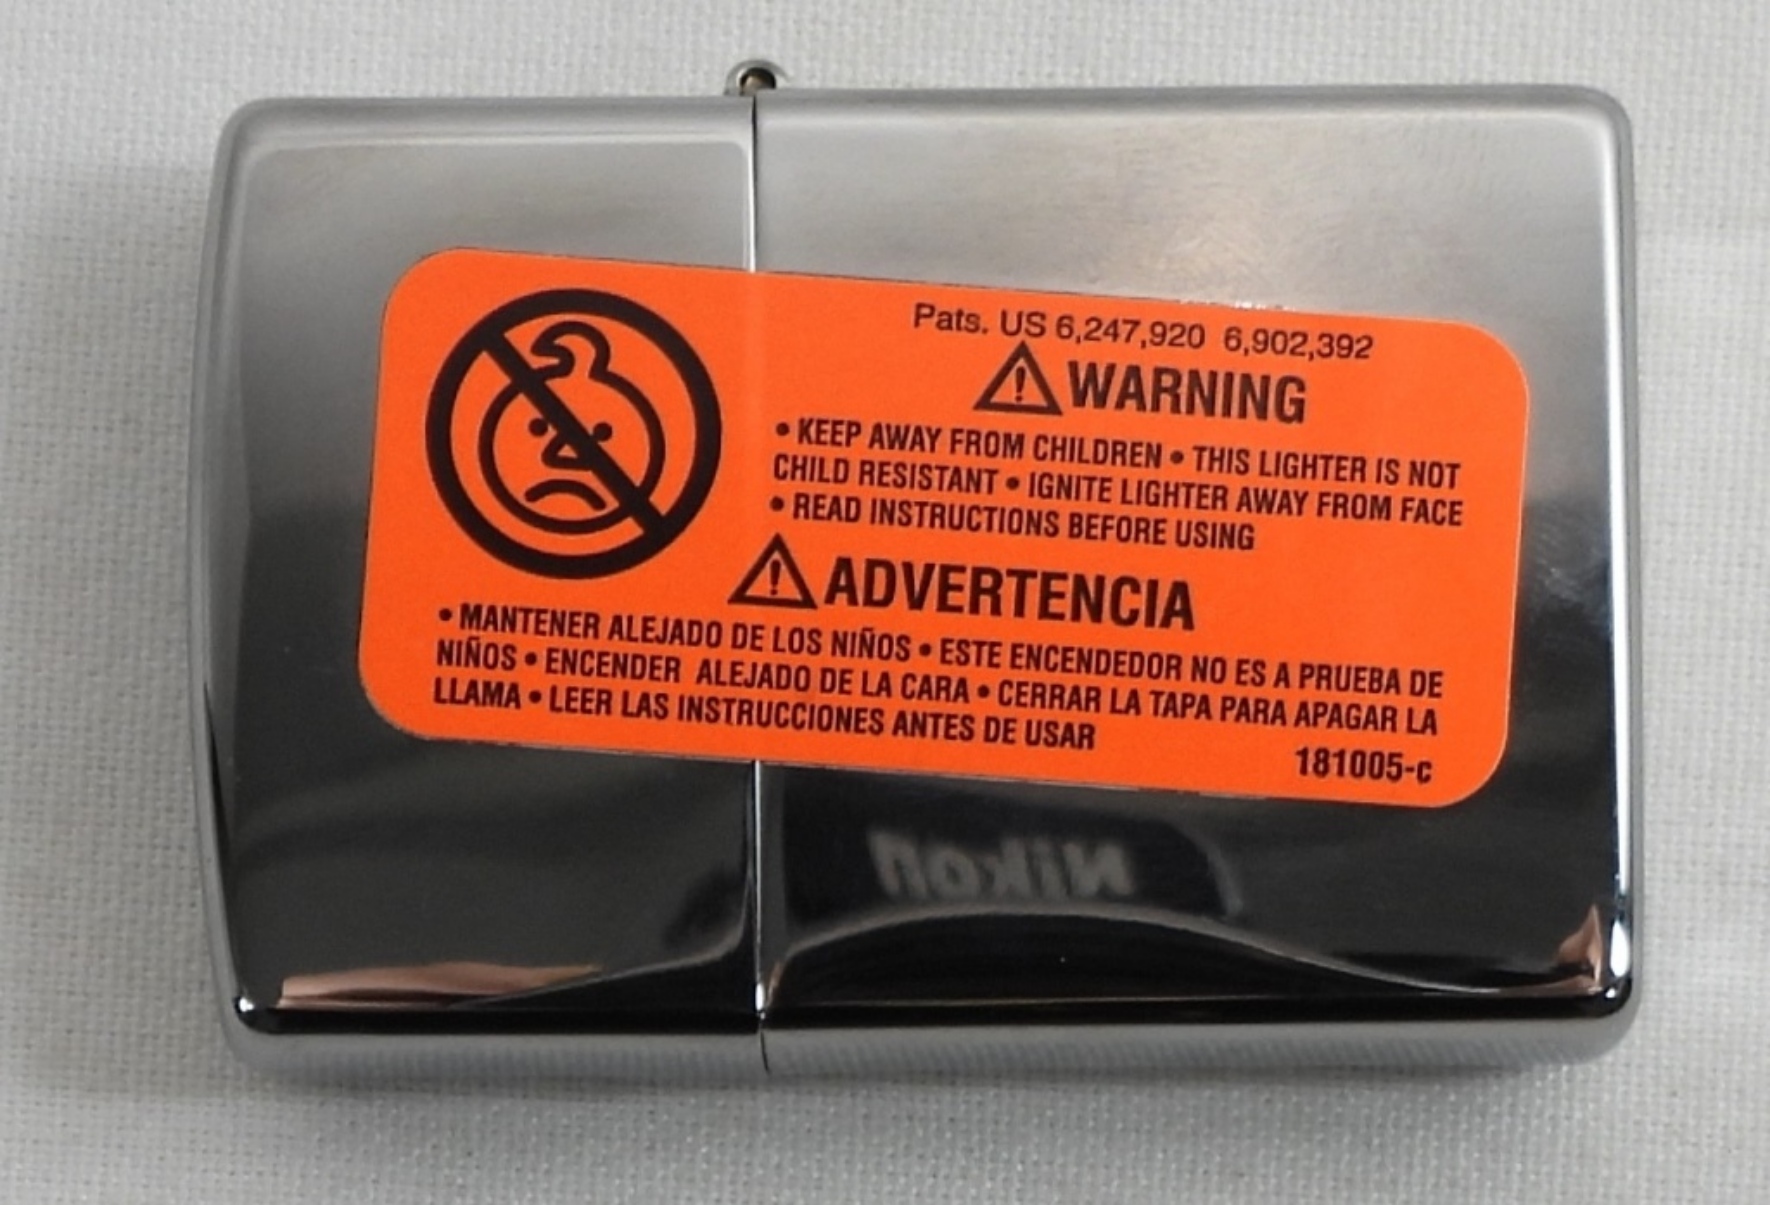 Pats. US 6,247,920 6,902,392
WARNING
• KEEP AWAY FROM CHILDREN • THIS LIGHTER IS NOT
CHILD RESISTANT • IGNITE LIGHTER AWAY FROM FACE
• READ INSTRUCTIONS BEFORE USING
ADVERTENCIA
• MANTENER ALEJADO DE LOS NIÑOS • ESTE ENCENDEDOR NO ES A PRUEBA DE
NIÑOS • ENCENDER ALEJADO DE LA CARA • CERRAR LA TAPA PARA APAGAR LA
LLAMA • LEER LAS INSTRUCCIONES ANTES DE USAR
181005-c
Nikon